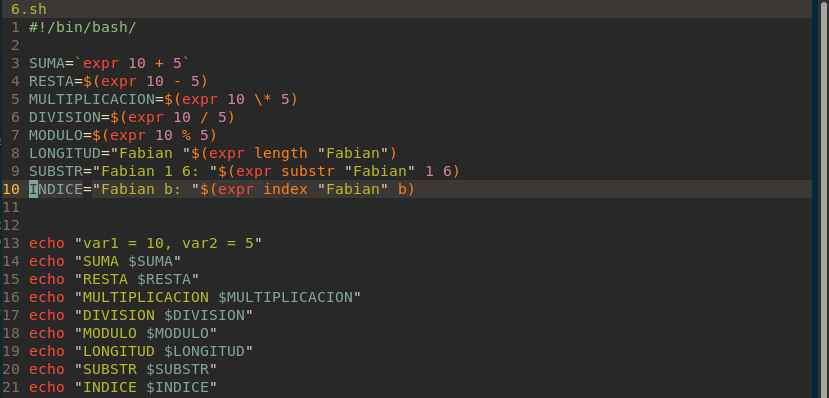 6.sh
1 #!/bin/bash/
2
3 SUMA=`expr 10 + 5`
4 RESTA=$(expr 10 - 5)
5 MULTIPLICACION=$(expr 10 \* 5)
6 DIVISION=$(expr 10 / 5)
7 MODULO=$(expr 10 % 5)
8 LONGITUD="Fabian "$(expr length "Fabian")
9 SUBSTR="Fabian 1 6: "$(expr substr "Fabian" 1 6)
10 INDICE="Fabian b: "$(expr index "Fabian" b)
11
12
13 echo "var1 = 10, var2 = 5"
14 echo "SUMA $SUMA"
15 echo "RESTA $RESTA"
16 echo "MULTIPLICACION $MULTIPLICACION"
17 echo "DIVISION $DIVISION"
18 echo "MODULO $MODULO"
19 echo "LONGITUD $LONGITUD"
20 echo "SUBSTR $SUBSTR"
21 echo "INDICE $INDICE"